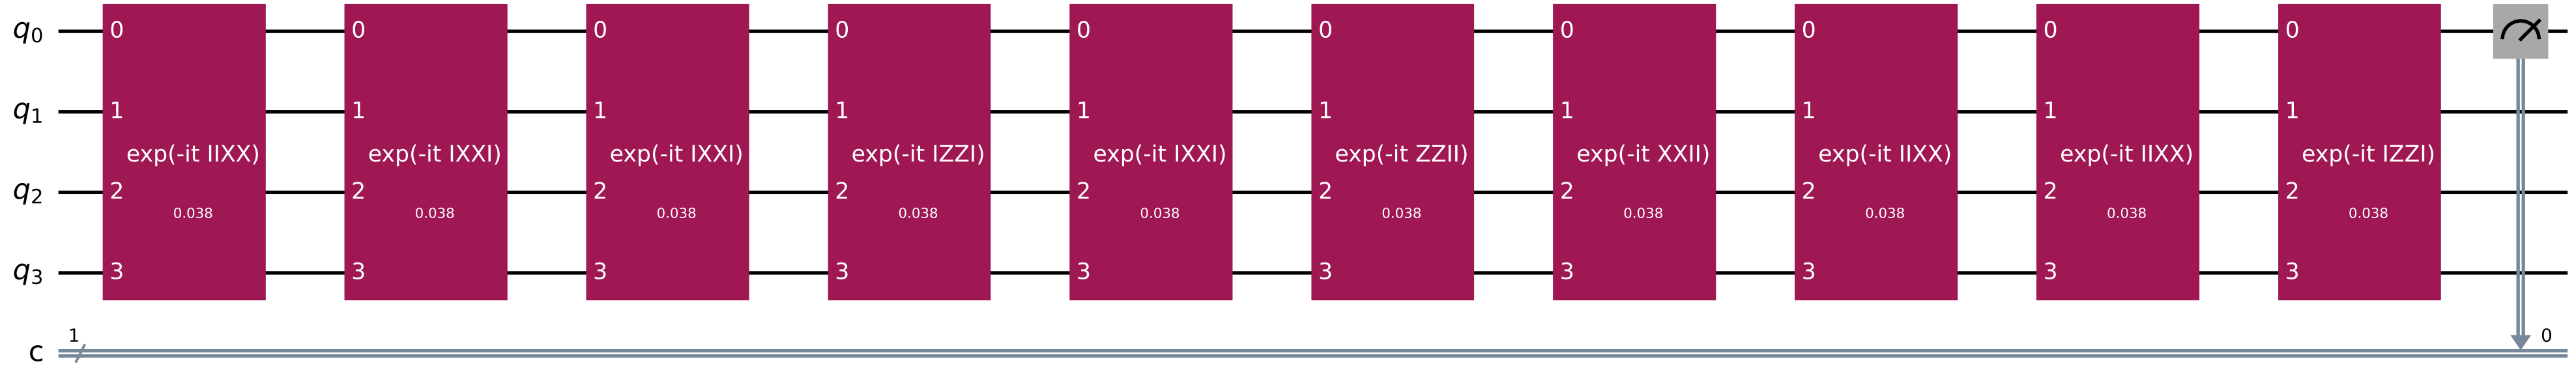 q0 0 0 0 0 0 0 0 0 0 0
q1 1 1 1 1 1 1 1 1 1 1
exp(-it IIXX) exp(-it IXXI) exp(-it IXXI) exp(-it IZZI) exp(-it IXXI) exp(-it ZZII) exp(-it XXII) exp(-it IIXX) exp(-it IIXX) exp(-it IZZI)
q2 2 2 2 2 2 2 2 2 2 2
0.038 0.038 0.038 0.038 0.038 0.038 0.038 0.038 0.038 0.038
q3 3 3 3 3 3 3 3 3 3 3
1 0
c